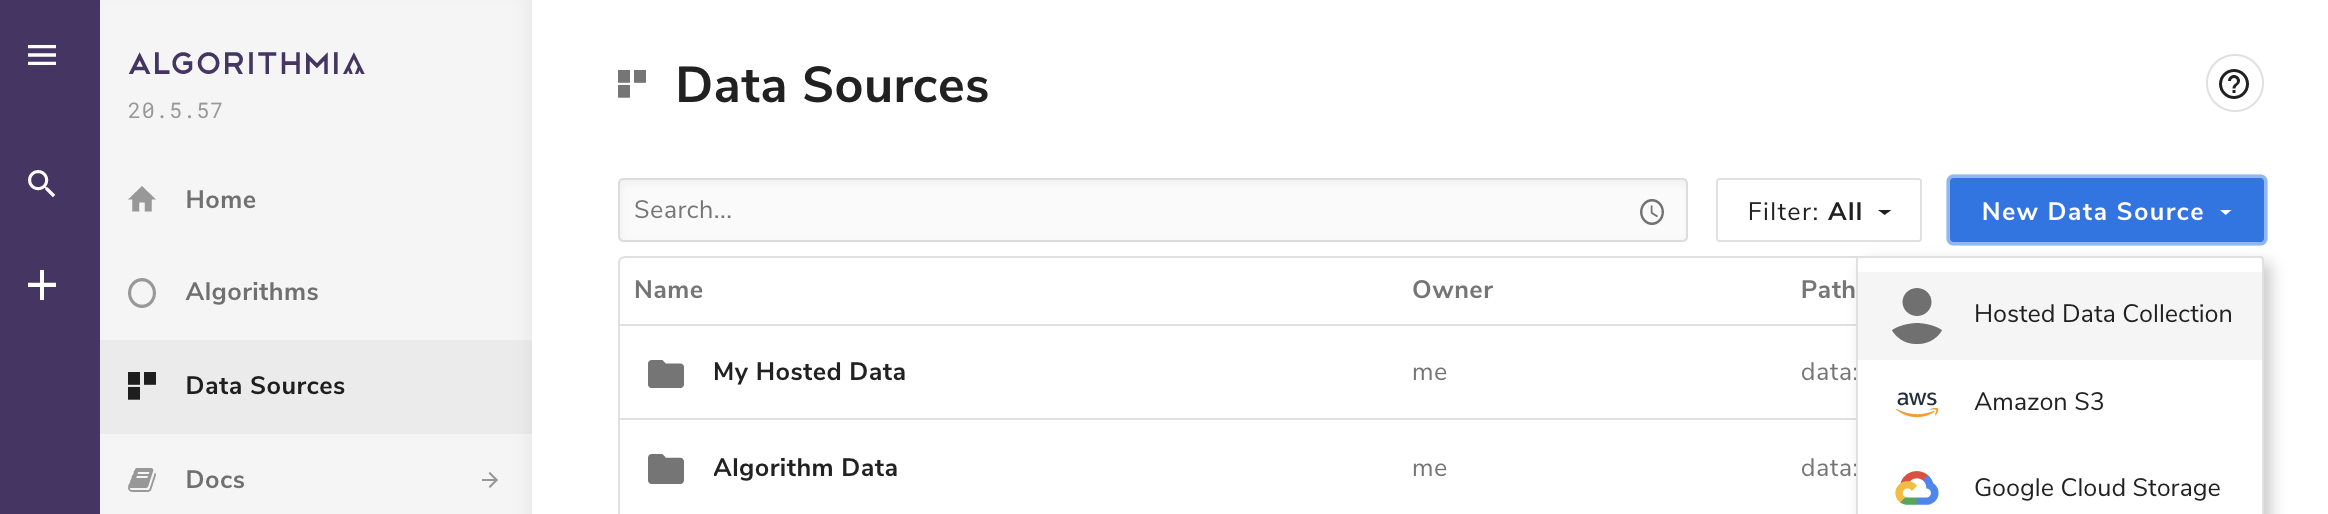 ALGORITHMIA
20.5.57
Home
Algorithms
Data Sources
Docs
Data Sources
Search...
Filter: All
New Data Source
Name Owner Path
My Hosted Data me data:
Algorithm Data me data:
Hosted Data Collection
aws Amazon S3
Google Cloud Storage